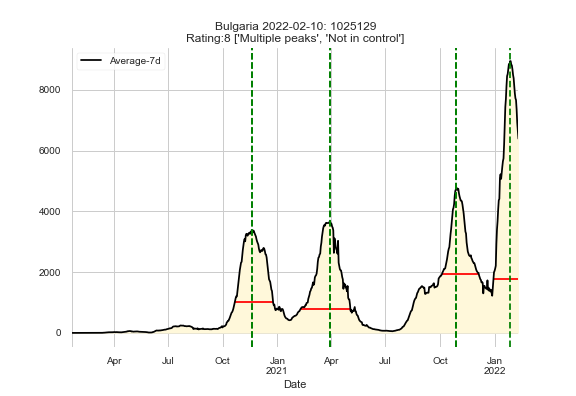 Bulgaria 2022-02-10: 1025129
Rating:8 ['Multiple peaks', 'Not in control']
Average-7d
8000
6000
4000
2000
0
Apr Jul Oct Jan Apr Jul Oct Jan
2021 2022
Date